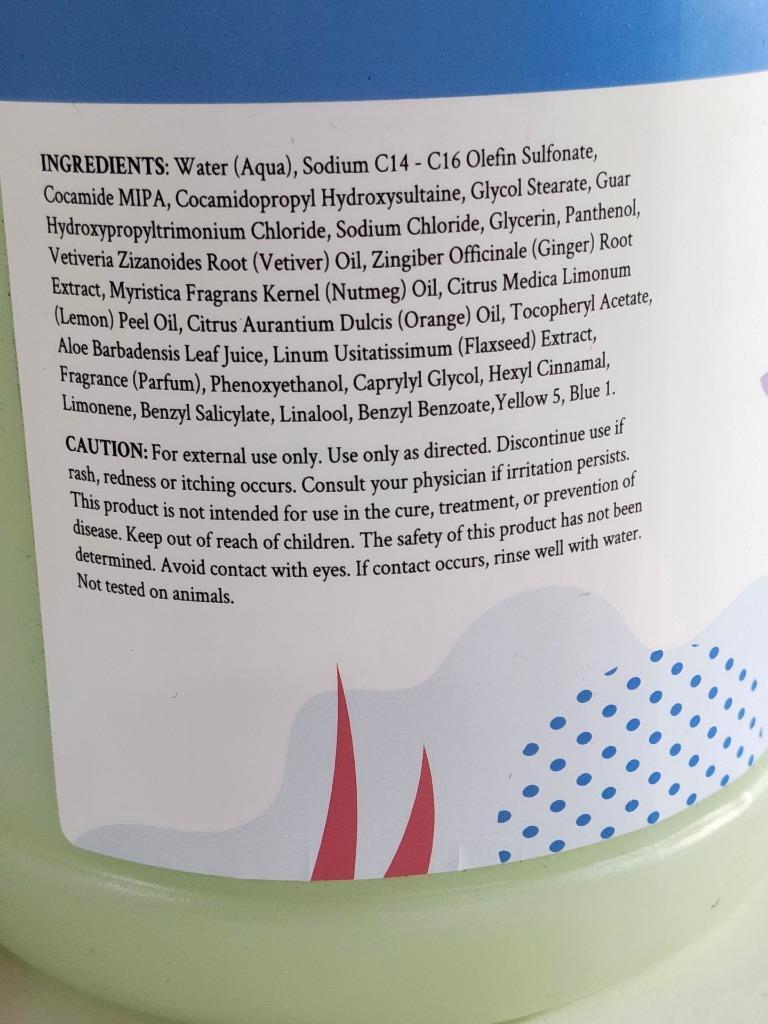 INGREDIENTS: Water (Aqua), Sodium C14 - C16 Olefin Sulfonate,
Cocamide MIPA, Cocamidopropyl Hydroxysultaine, Glycol Stearate, Guar
Hydroxypropyltrimonium Chloride, Sodium Chloride, Glycerin, Panthenol,
Vetiveria Zizanoides Root (Vetiver) Oil, Zingiber Officinale (Ginger) Root
Extract, Myristica Fragrans Kernel (Nutmeg) Oil, Citrus Medica Limonum
(Lemon) Peel Oil, Citrus Aurantium Dulcis (Orange) Oil, Tocopheryl Acetate,
Aloe Barbadensis Leaf Juice, Linum Usitatissimum (Flaxseed) Extract,
Fragrance (Parfum), Phenoxyethanol, Caprylyl Glycol, Hexyl Cinnamal,
Limonene, Benzyl Salicylate, Linalool, Benzyl Benzoate,Yellow 5, Blue 1.
CAUTION: For external use only. Use only as directed. Discontinue use if
rash, redness or itching occurs. Consult your physician if irritation persists.
This product is not intended for use in the cure, treatment, or prevention of
disease. Keep out of reach of children. The safety of this product has not been
determined. Avoid contact with eyes. If contact occurs, rinse well with water.
Not tested on animals.